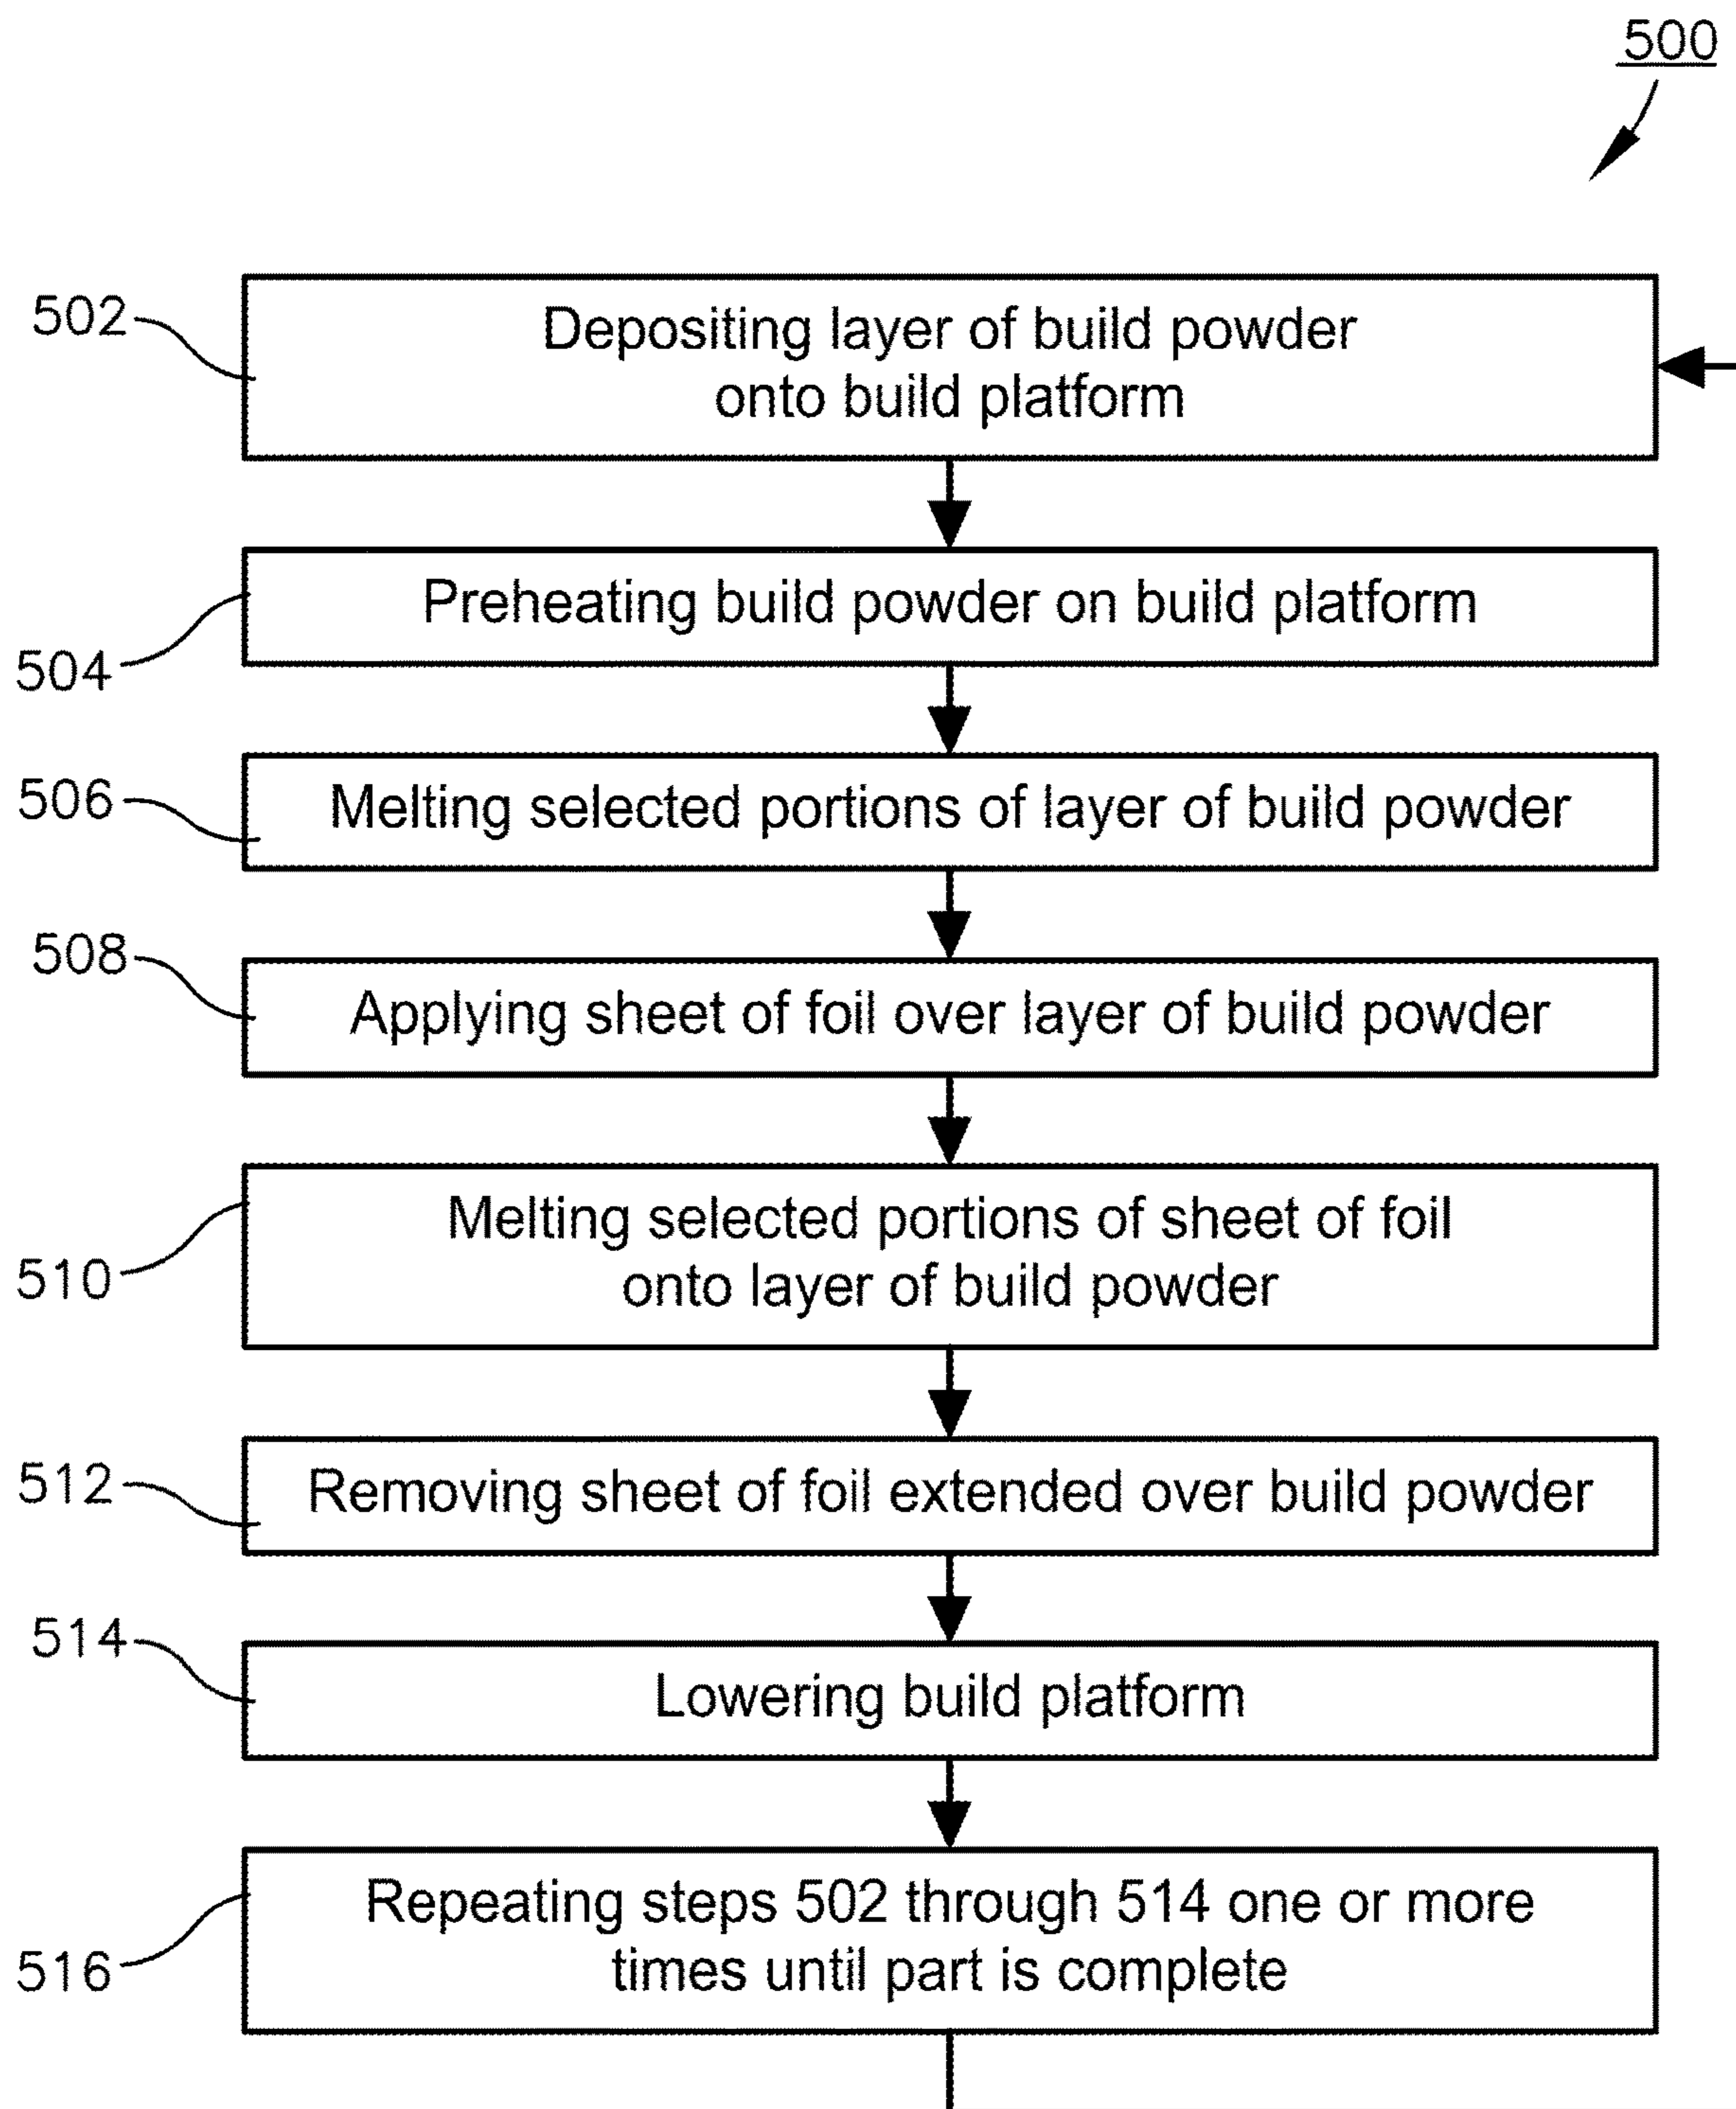 500
502
Depositing layer of build powder
onto build platform
504
Preheating build powder on build platform
506
Melting selected portions of layer of build powder
508
Applying sheet of foil over layer of build powder
510
Melting selected portions of sheet of foil
onto layer of build powder
512
Removing sheet of foil extended over build powder
514
Lowering build platform
516
Repeating steps 502 through 514 one or more
times until part is complete